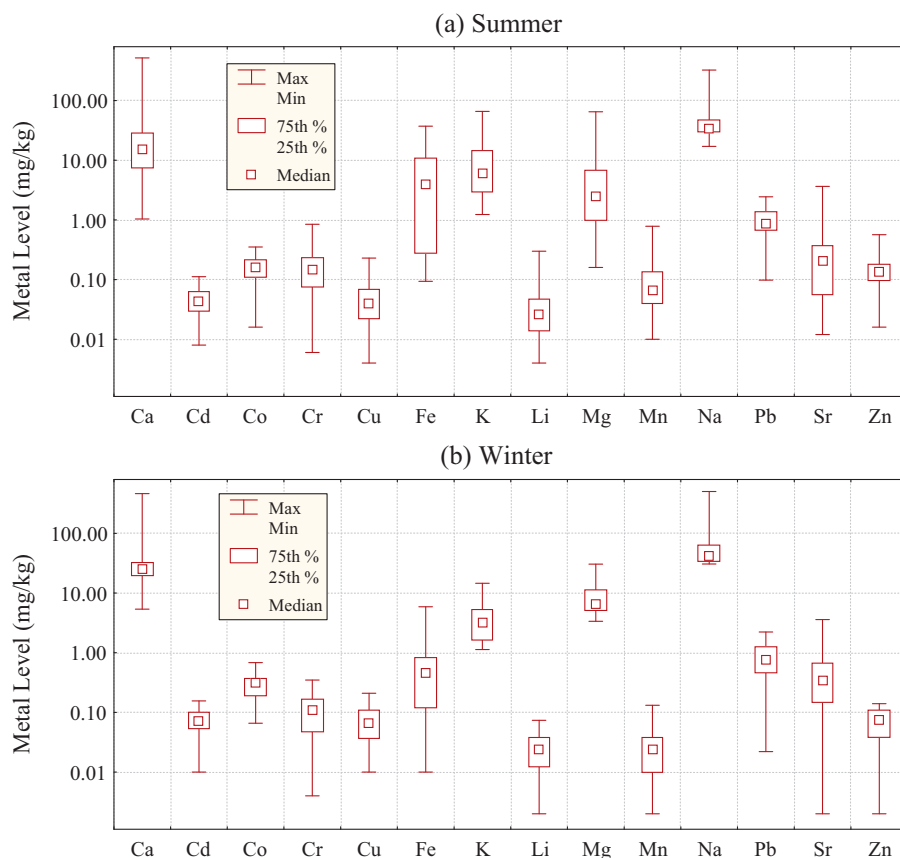 (a) Summer
Metal Level (mg/kg)
100.00
10.00
1.00
0.10
0.01
Max
Min
75th %
25th %
Median
Ca Cd Co Cr Cu Fe K Li Mg Mn Na Pb Sr Zn
(b) Winter
Metal Level (mg/kg)
100.00
10.00
1.00
0.10
0.01
Max
Min
75th %
25th %
Median
Ca Cd Co Cr Cu Fe K Li Mg Mn Na Pb Sr Zn